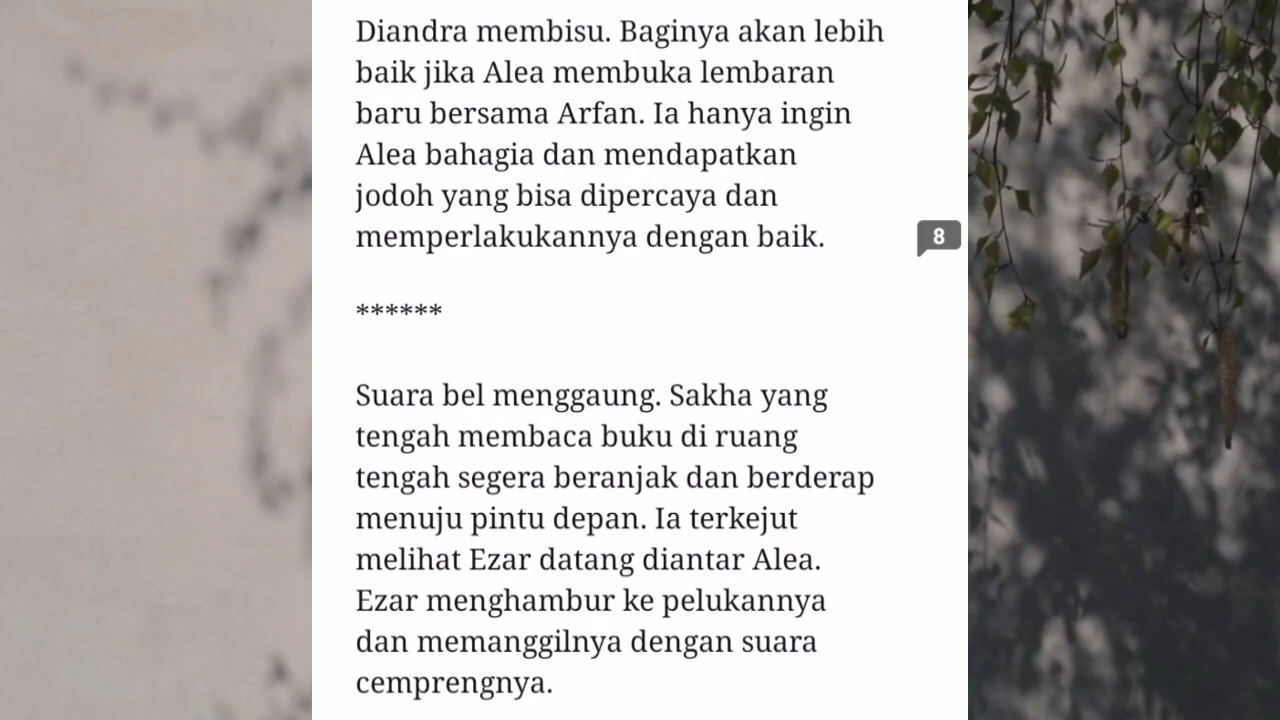 Diandra membisu. Baginya akan lebih
baik jika Alea membuka lembaran
baru bersama Arfan. Ia hanya ingin
Alea bahagia dan mendapatkan
jodoh yang bisa dipercaya dan
memperlakukannya dengan baik.
8
******
Suara bel menggaung. Sakha yang
tengah membaca buku di ruang
tengah segera beranjak dan berderap
menuju pintu depan. Ia terkejut
melihat Ezar datang diantar Alea.
Ezar menghambur ke pelukannya
dan memanggilnya dengan suara
cemprengnya.